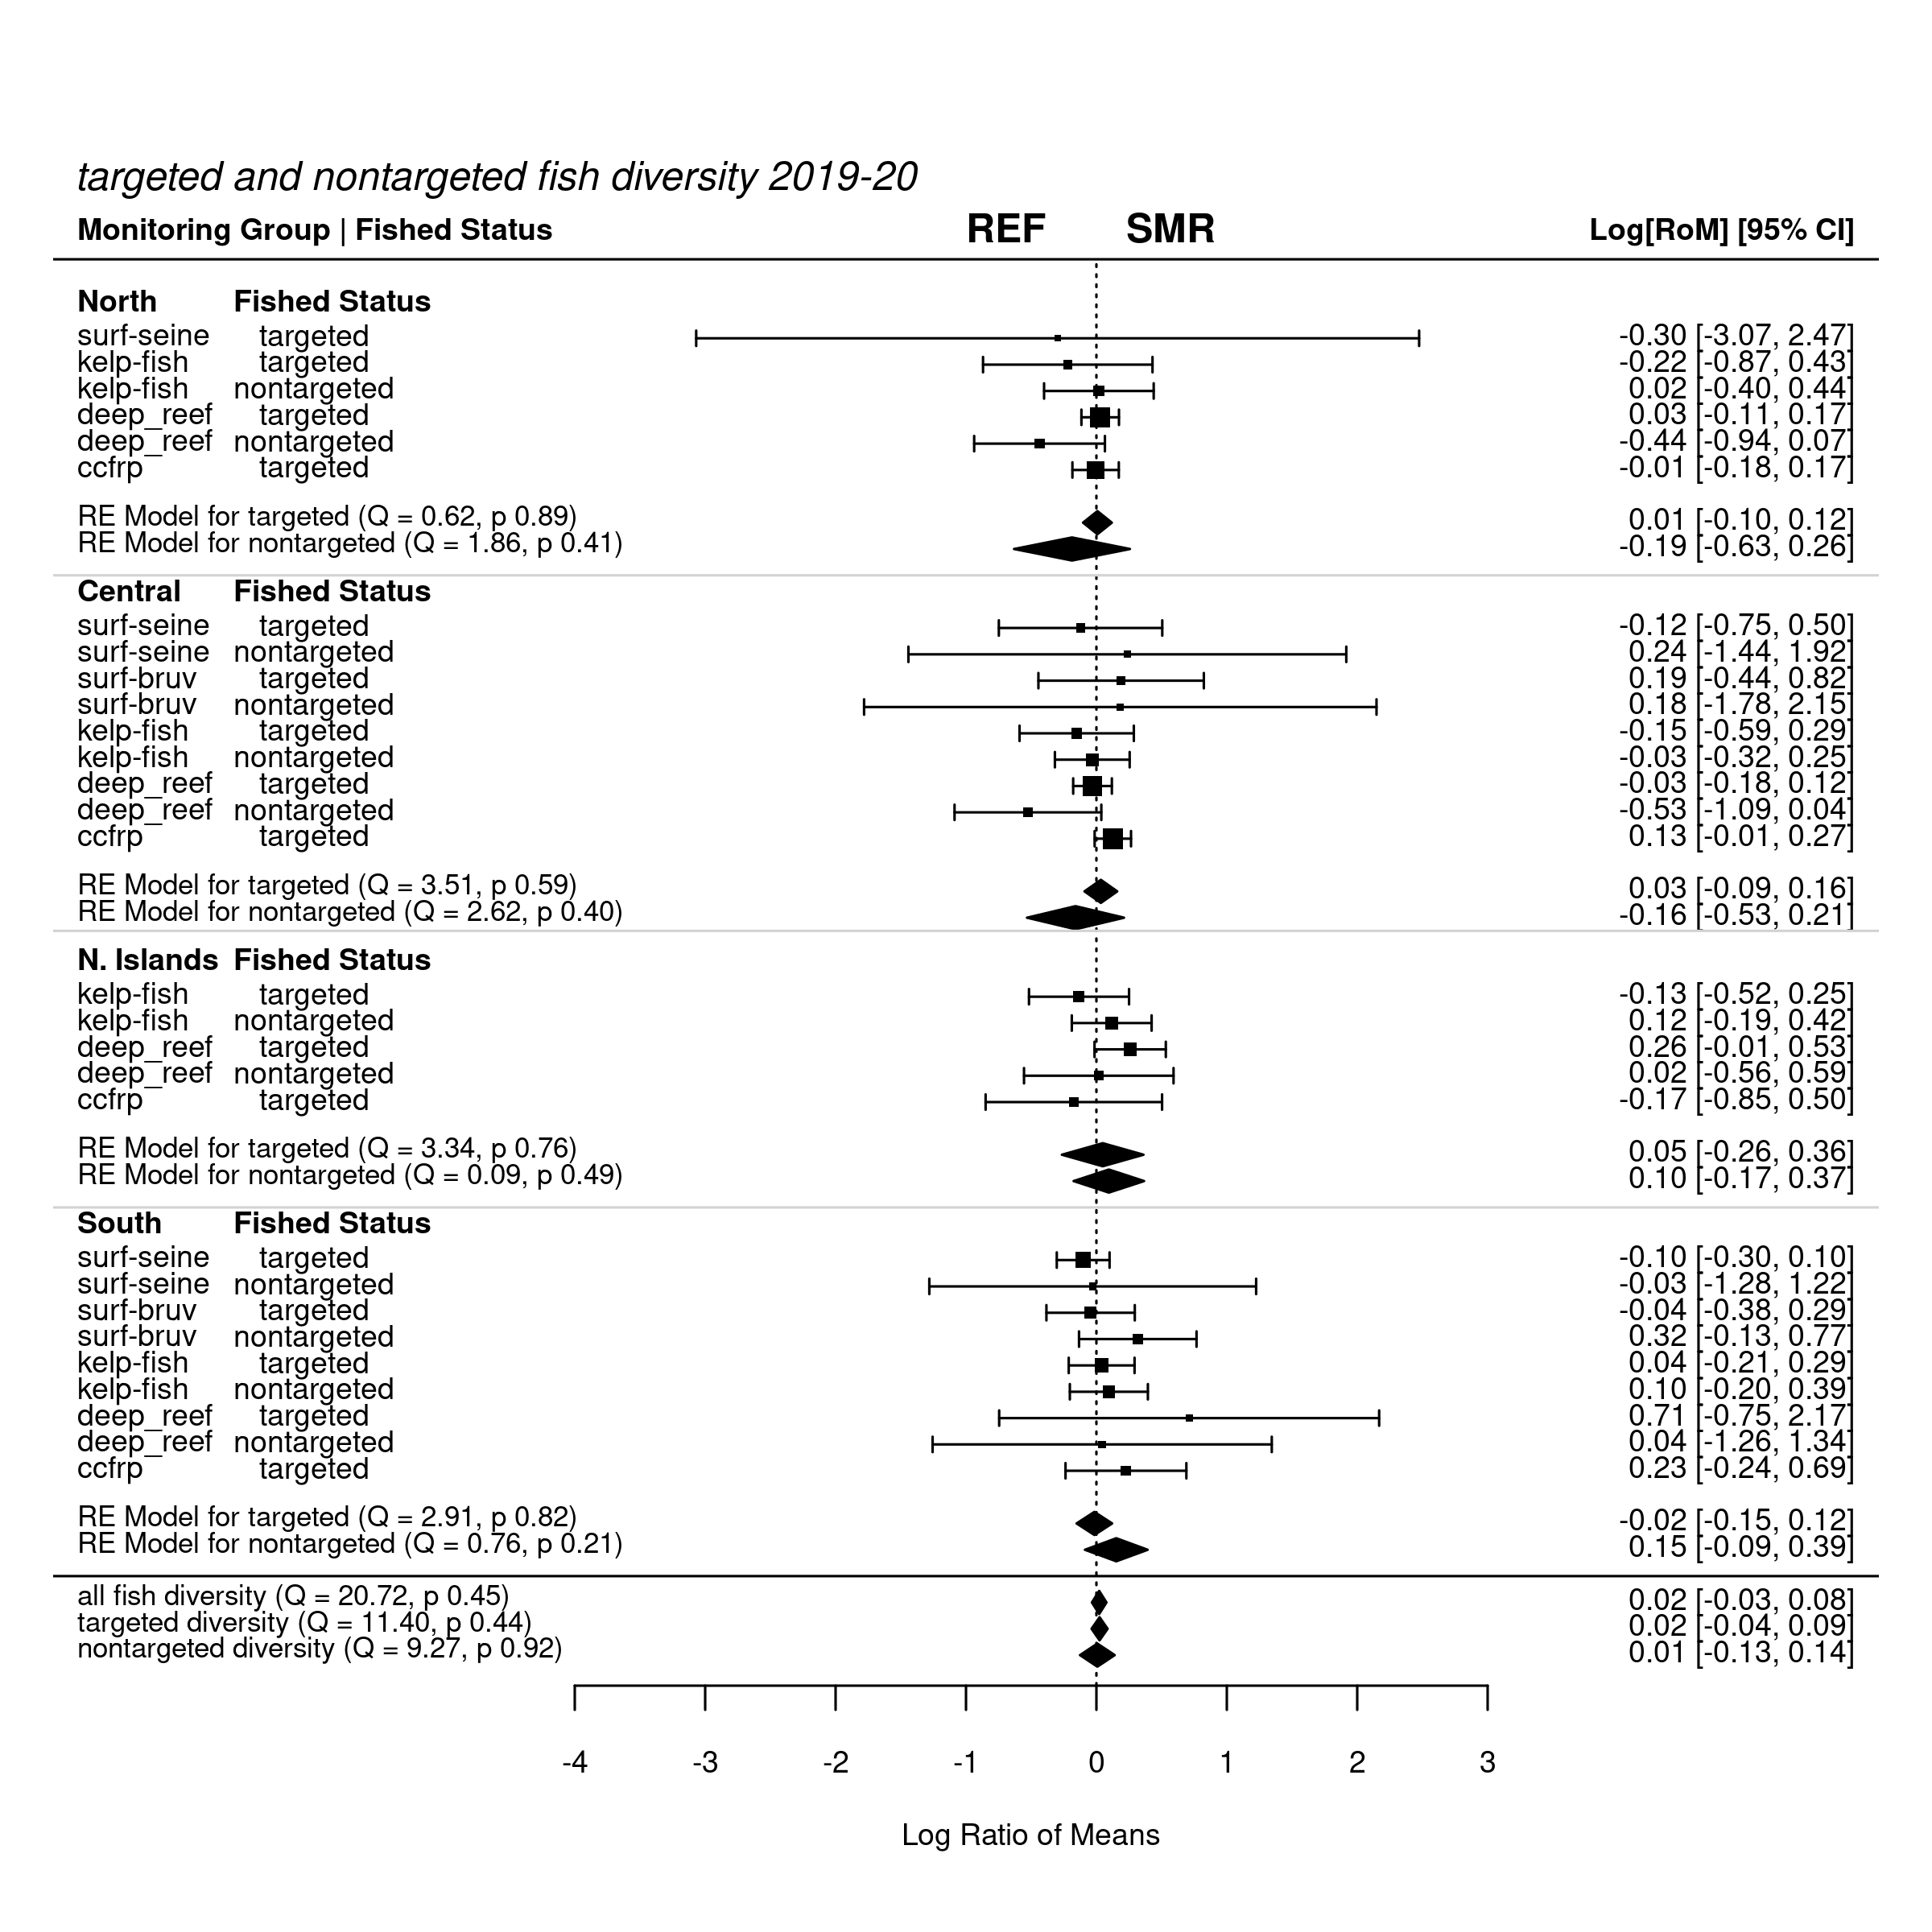 targeted and nontargeted fish diversity 2019-20
Monitoring Group | Fished Status REF SMR Log[RoM] [95% CI]
North Fished Status
surf-seine targeted -0.30 [-3.07, 2.47]
kelp-fish targeted -0.22 [-0.87, 0.43]
kelp-fish nontargeted 0.02 [-0.40, 0.44]
deep_reef targeted 0.03 [-0.11, 0.17]
deep_reef nontargeted -0.44 [-0.94, 0.07]
ccfrp targeted -0.01 [-0.18, 0.17]
RE Model for targeted (Q = 0.62, p 0.89) 0.01 [-0.10, 0.12]
RE Model for nontargeted (Q = 1.86, p 0.41) -0.19 [-0.63, 0.26]
Central Fished Status
surf-seine targeted -0.12 [-0.75, 0.50]
surf-seine nontargeted 0.24 [-1.44, 1.92]
surf-bruv targeted 0.19 [-0.44, 0.82]
surf-bruv nontargeted 0.18 [-1.78, 2.15]
kelp-fish targeted -0.15 [-0.59, 0.29]
kelp-fish nontargeted -0.03 [-0.32, 0.25]
deep_reef targeted -0.03 [-0.18, 0.12]
deep_reef nontargeted -0.53 [-1.09, 0.04]
ccfrp targeted 0.13 [-0.01, 0.27]
RE Model for targeted (Q = 3.51, p 0.59) 0.03 [-0.09, 0.16]
RE Model for nontargeted (Q = 2.62, p 0.40) -0.16 [-0.53, 0.21]
N. Islands Fished Status
kelp-fish targeted -0.13 [-0.52, 0.25]
kelp-fish nontargeted 0.12 [-0.19, 0.42]
deep_reef targeted 0.26 [-0.01, 0.53]
deep_reef nontargeted 0.02 [-0.56, 0.59]
ccfrp targeted -0.17 [-0.85, 0.50]
RE Model for targeted (Q = 3.34, p 0.76) 0.05 [-0.26, 0.36]
RE Model for nontargeted (Q = 0.09, p 0.49) 0.10 [-0.17, 0.37]
South Fished Status
surf-seine targeted -0.10 [-0.30, 0.10]
surf-seine nontargeted -0.03 [-1.28, 1.22]
surf-bruv targeted -0.04 [-0.38, 0.29]
surf-bruv nontargeted 0.32 [-0.13, 0.77]
kelp-fish targeted 0.04 [-0.21, 0.29]
kelp-fish nontargeted 0.10 [-0.20, 0.39]
deep_reef targeted 0.71 [-0.75, 2.17]
deep_reef nontargeted 0.04 [-1.26, 1.34]
ccfrp targeted 0.23 [-0.24, 0.69]
RE Model for targeted (Q = 2.91, p 0.82) -0.02 [-0.15, 0.12]
RE Model for nontargeted (Q = 0.76, p 0.21) 0.15 [-0.09, 0.39]
all fish diversity (Q = 20.72, p 0.45) 0.02 [-0.03, 0.08]
targeted diversity (Q = 11.40, p 0.44) 0.02 [-0.04, 0.09]
nontargeted diversity (Q = 9.27, p 0.92) 0.01 [-0.13, 0.14]
-4 -3 -2 -1 0 1 2 3
Log Ratio of Means